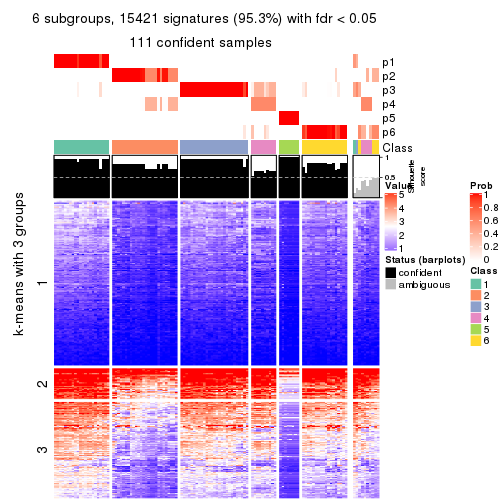 6 subgroups, 15421 signatures (95.3%) with fdr < 0.05
111 confident samples
p1
p2
p3
p4
p5
p6
Class
1
0.5
0
Silhouette
score
k-means with 3 groups
1
2
3
Value
5
4
3
2
1
Status (barplots)
confident
ambiguous
Prob
1
0.8
0.6
0.4
0.2
0
Class
1
2
3
4
5
6